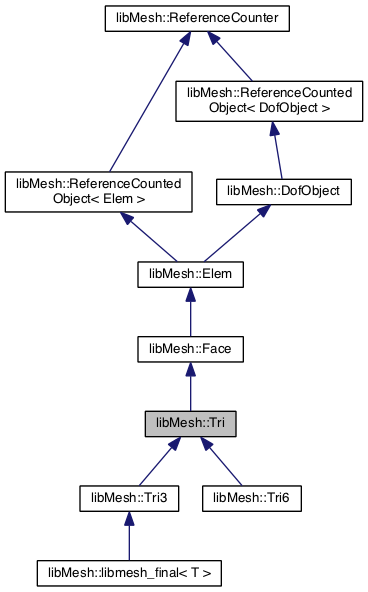 libMesh::ReferenceCounter
libMesh::ReferenceCounted
Object< DofObject >
libMesh::ReferenceCounted
Object< Elem >
libMesh::DofObject
libMesh::Elem
libMesh::Face
libMesh::Tri
libMesh::Tri3
libMesh::Tri6
libMesh::libmesh_final< T >